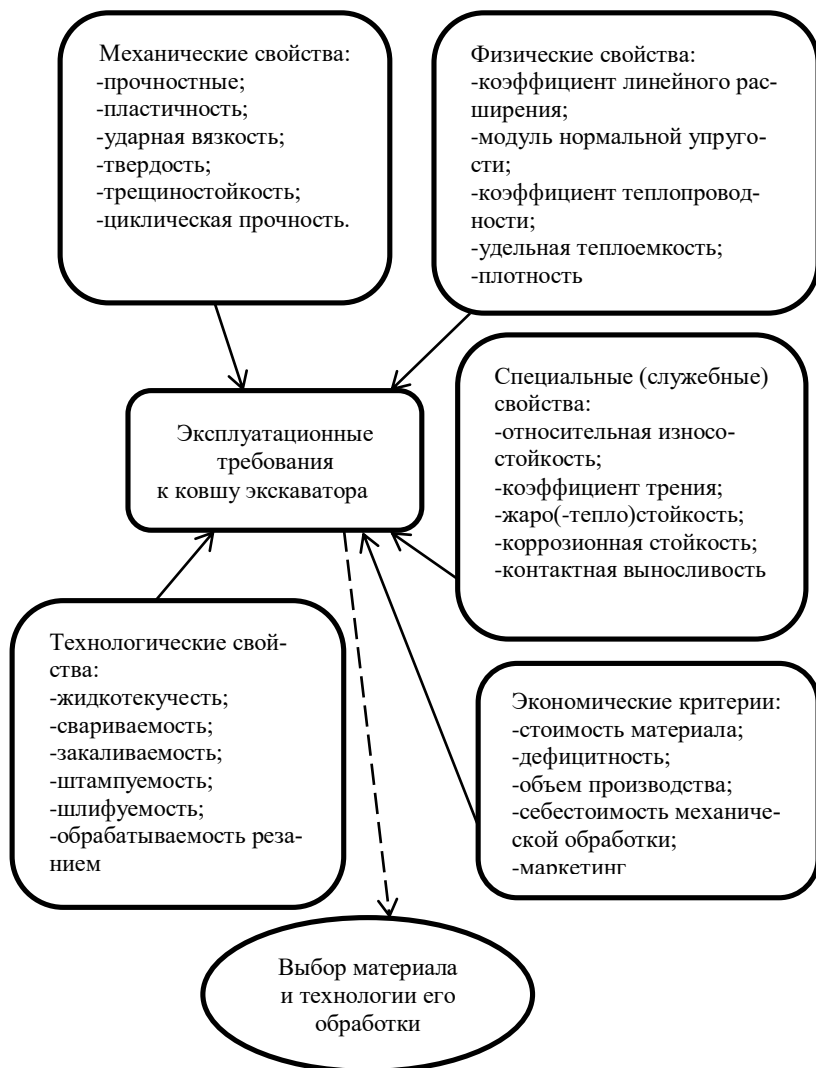 Механические свойства:
-прочностные;
-пластичность;
-ударная вязкость;
-твердость;
-трещиностойкость;
-циклическая прочность.
Физические свойства:
-коэффициент линейного рас-
ширения;
-модуль нормальной упруго-
сти;
-коэффициент теплопровод-
ности;
-удельная теплоемкость;
-плотность
Эксплуатационные
требования
к ковшу экскаватора
Специальные (служебные)
свойства:
-относительная износо-
стойкость;
-коэффициент трения;
-жаро(-тепло)стойкость;
-коррозионная стойкость;
-контактная выносливость
Технологические свой-
ства:
-жидкотекучесть;
-свариваемость;
-закаливаемость;
-штампуемость;
-шлифуемость;
-обрабатываемость реза-
нием
Экономические критерии:
-стоимость материала;
-дефицитность;
-объем производства;
-себестоимость механиче-
ской обработки;
-маркетинг
Выбор материала
и технологии его
обработки